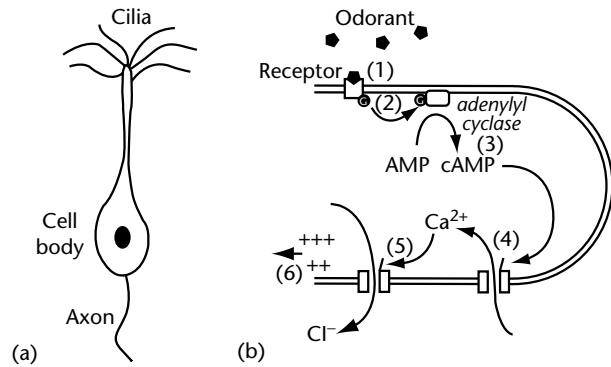 Cilia
Cell
body
Axon
(a)
Odorant
Receptor (1)
G (2) G adenylyl
cyclase
(3)
AMP cAMP
+++
(6) ++
(5)
Ca²⁺
(4)
Cl⁻
(b)